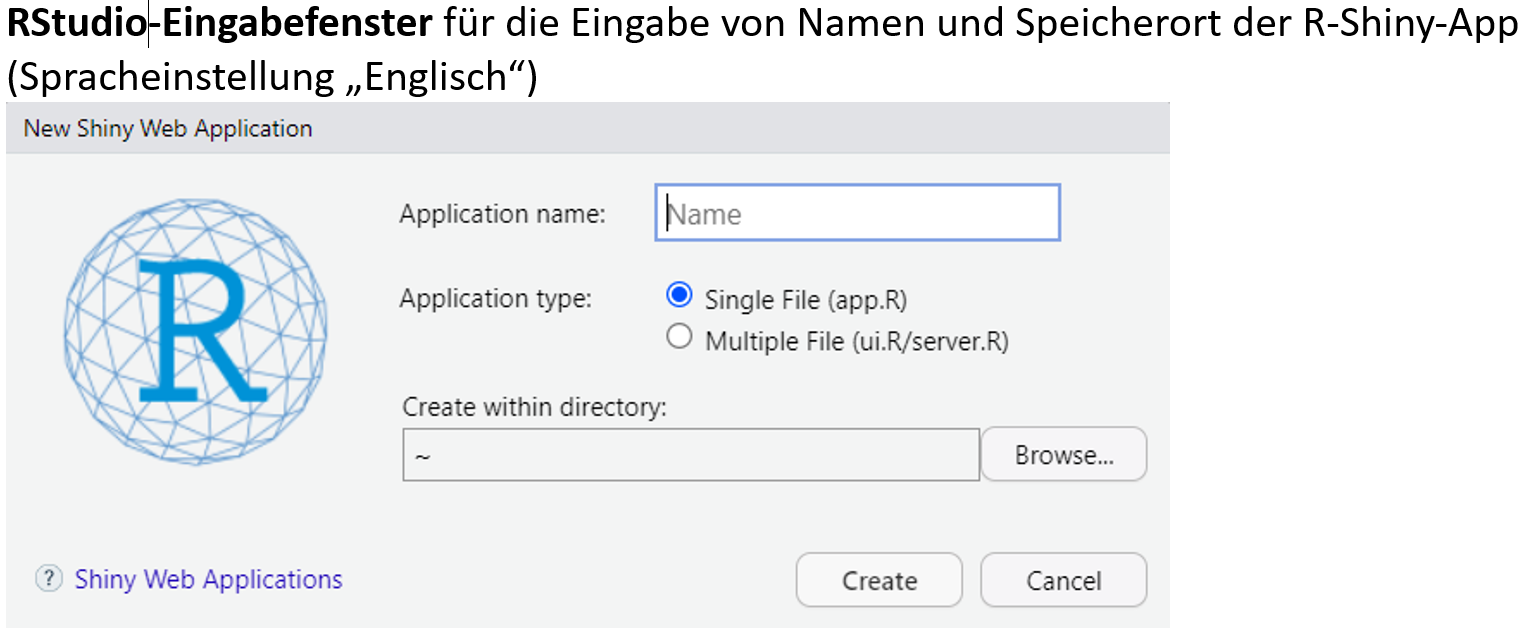 RStudio-Eingabefenster für die Eingabe von Namen und Speicherort der R-Shiny-App
(Spracheinstellung „Englisch“)
New Shiny Web Application
R
Application name: Name
Application type: Single File (app.R)
Multiple File (ui.R/server.R)
Create within directory:
~ Browse...
? Shiny Web Applications Create Cancel